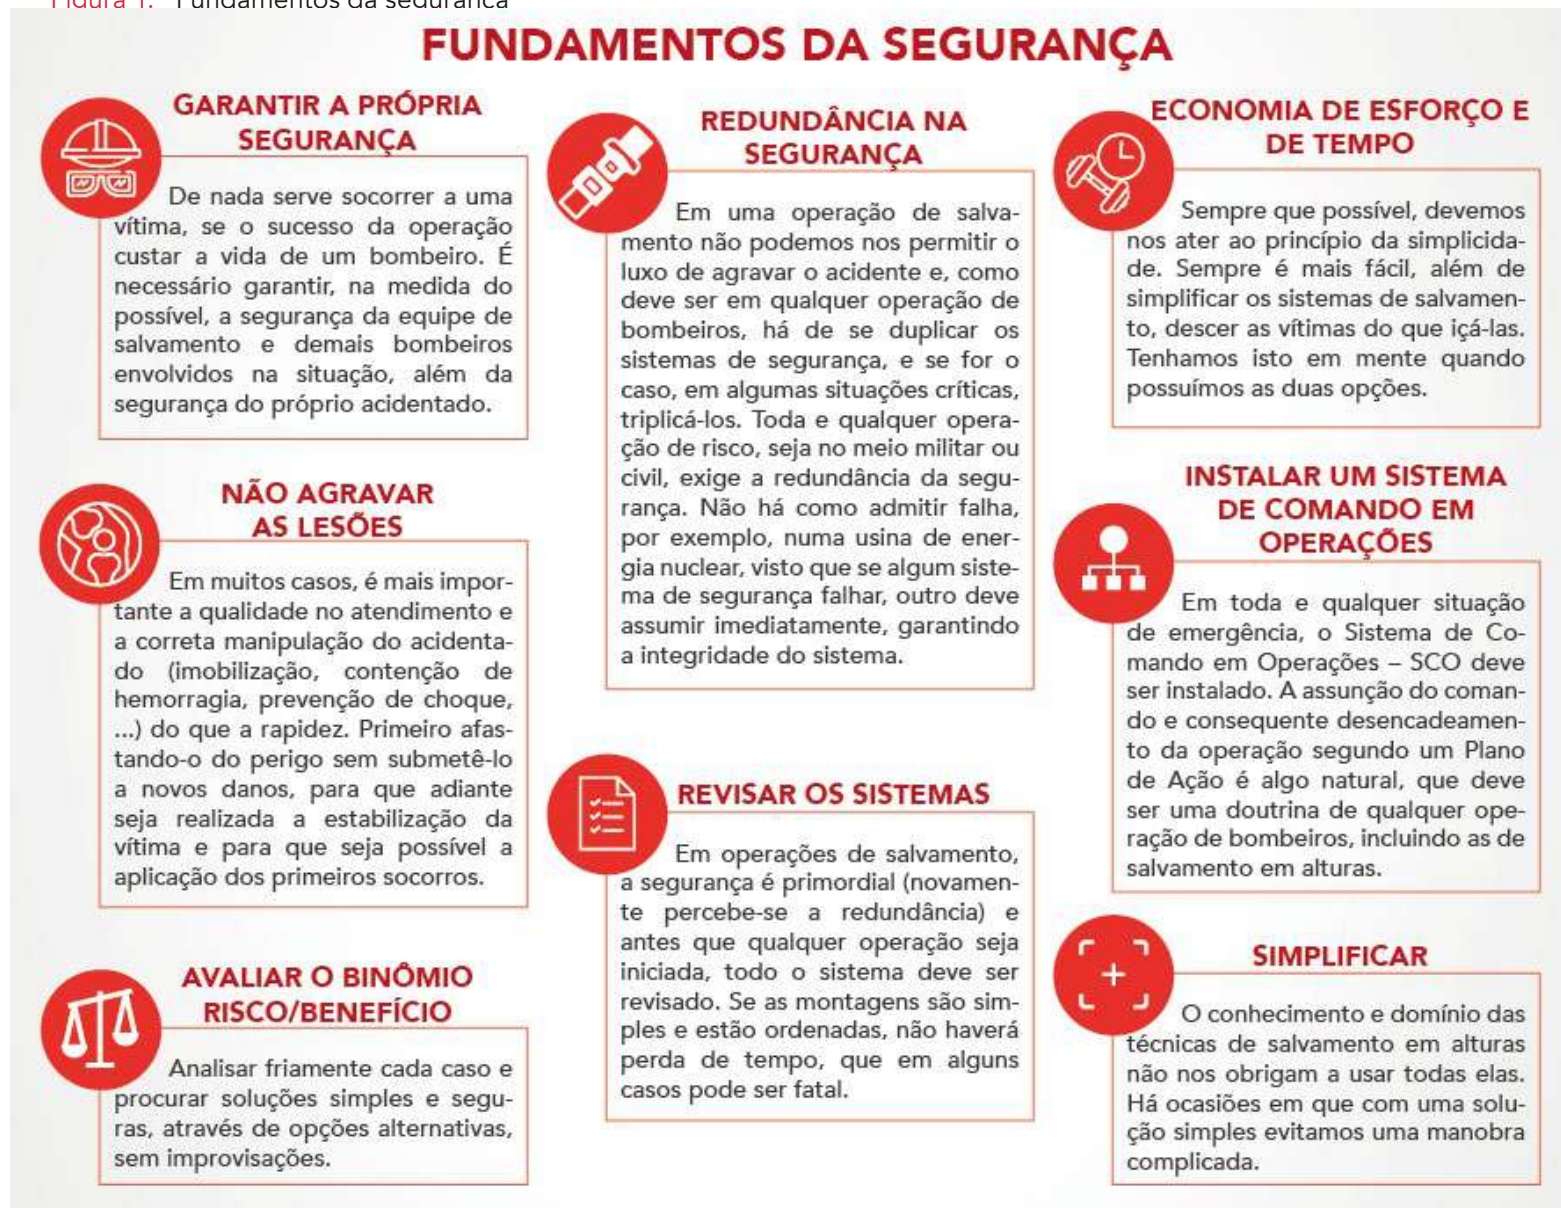 Figura 1. Fundamentos da segurança
FUNDAMENTOS DA SEGURANÇA
GARANTIR A PRÓPRIA
SEGURANÇA
De nada serve socorrer a uma
vítima, se o sucesso da operação
custar a vida de um bombeiro. É
necessário garantir, na medida do
possível, a segurança da equipe de
salvamento e demais bombeiros
envolvidos na situação, além da
segurança do próprio acidentado.
NÃO AGRAVAR
AS LESÕES
Em muitos casos, é mais impor-
tante a qualidade no atendimento e
a correta manipulação do acidenta-
do (imobilização, contenção de
hemorragia, prevenção de choque,
...) do que a rapidez. Primeiro afas-
tando-o do perigo sem submetê-lo
a novos danos, para que adiante
seja realizada a estabilização da
vítima e para que seja possível a
aplicação dos primeiros socorros.
AVALIAR O BINÔMIO
RISCO/BENEFÍCIO
Analisar friamente cada caso e
procurar soluções simples e segu-
ras, através de opções alternativas,
sem improvisações.
REDUNDÂNCIA NA
SEGURANÇA
Em uma operação de salva-
mento não podemos nos permitir o
luxo de agravar o acidente e, como
deve ser em qualquer operação de
bombeiros, há de se duplicar os
sistemas de segurança, e se for o
caso, em algumas situações críticas,
triplicá-los. Toda e qualquer opera-
ção de risco, seja no meio militar ou
civil, exige a redundância da segu-
rança. Não há como admitir falha,
por exemplo, numa usina de ener-
gia nuclear, visto que se algum siste-
ma de segurança falhar, outro deve
assumir imediatamente, garantindo
a integridade do sistema.
REVISAR OS SISTEMAS
Em operações de salvamento,
a segurança é primordial (novamen-
te percebe-se a redundância) e
antes que qualquer operação seja
iniciada, todo o sistema deve ser
revisado. Se as montagens são sim-
ples e estão ordenadas, não haverá
perda de tempo, que em alguns
casos pode ser fatal.
ECONOMIA DE ESFORÇO E
DE TEMPO
Sempre que possível, devemos
nos ater ao princípio da simplicida-
de. Sempre é mais fácil, além de
simplificar os sistemas de salvamen-
to, descer as vítimas do que içá-las.
Tenhamos isto em mente quando
possuímos as duas opções.
INSTALAR UM SISTEMA
DE COMANDO EM
OPERAÇÕES
Em toda e qualquer situação
de emergência, o Sistema de Co-
mando em Operações – SCO deve
ser instalado. A assunção do coman-
do e consequente desencadeamen-
to da operação segundo um Plano
de Ação é algo natural, que deve
ser uma doutrina de qualquer ope-
ração de bombeiros, incluindo as de
salvamento em alturas.
SIMPLIFICAR
O conhecimento e domínio das
técnicas de salvamento em alturas
não nos obrigam a usar todas elas.
Há ocasiões em que com uma solu-
ção simples evitamos uma manobra
complicada.